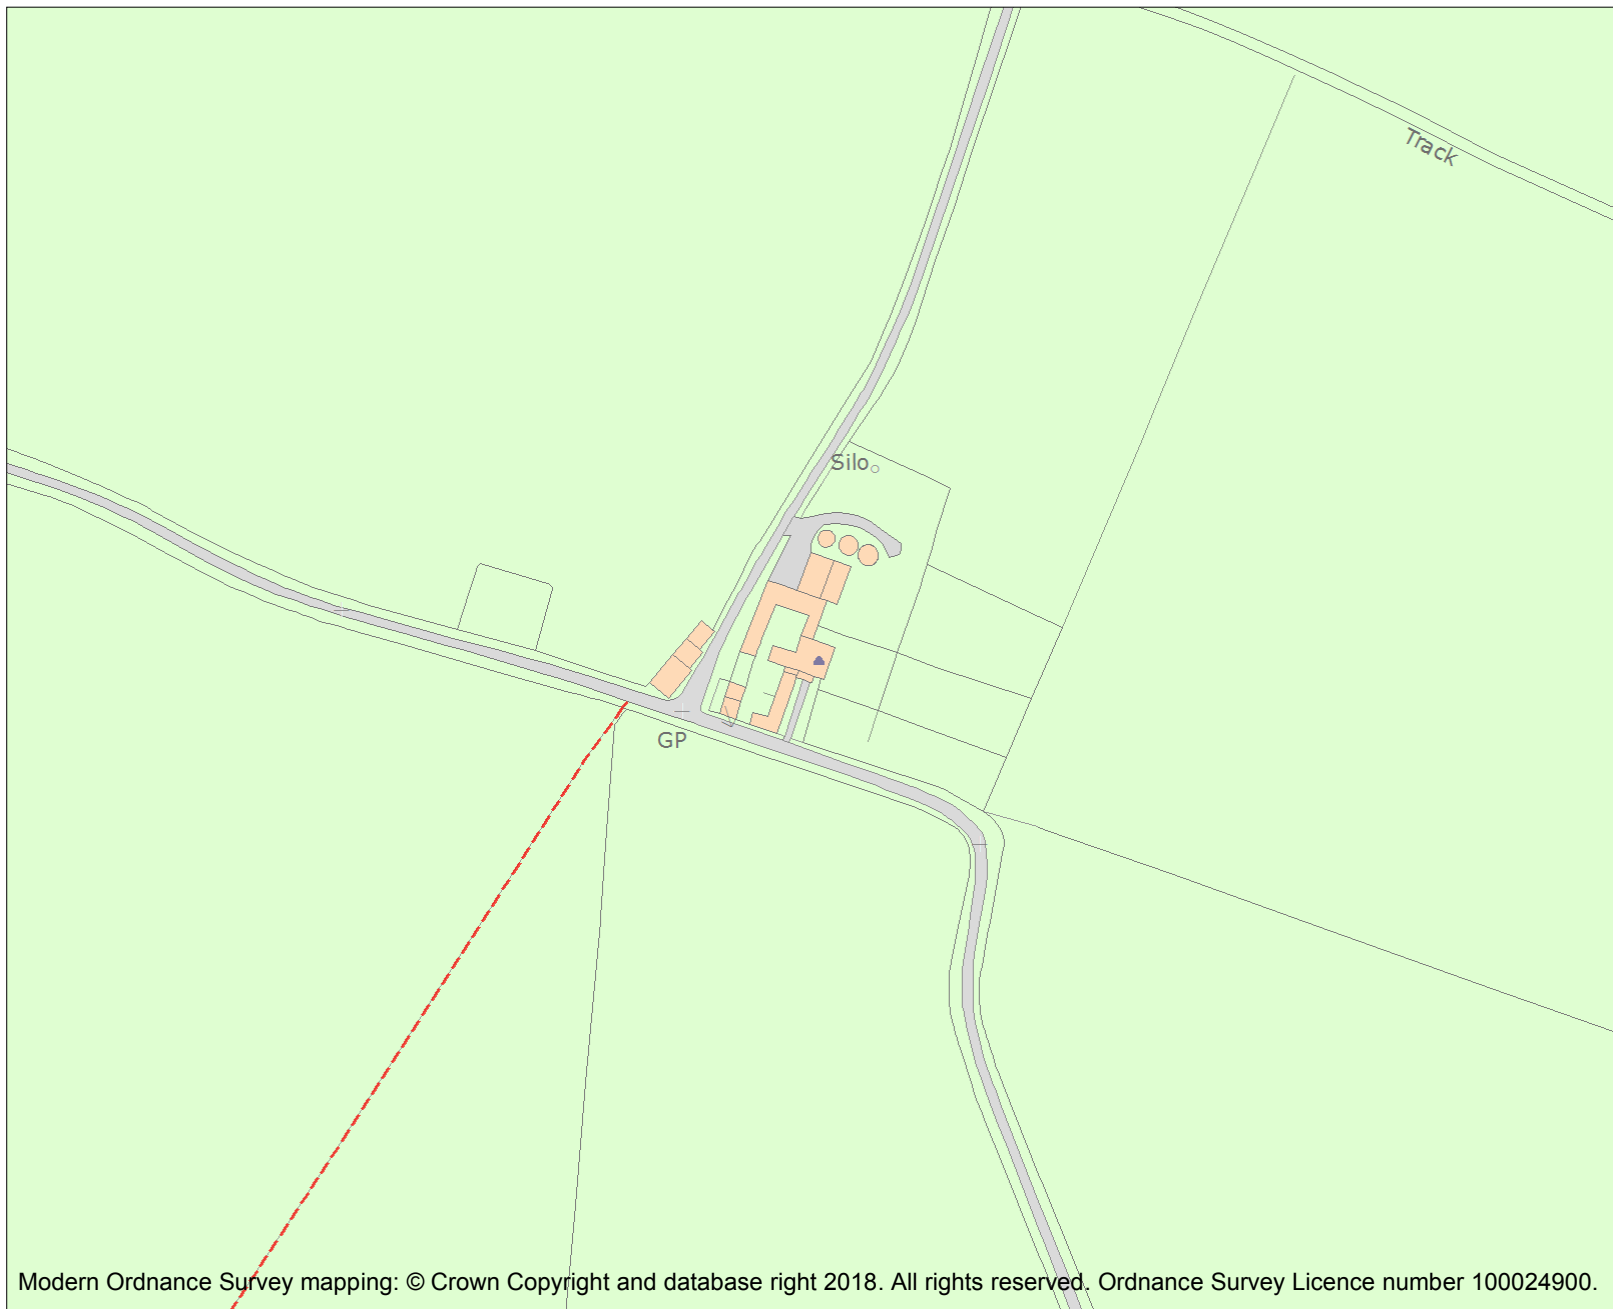 Track
Silo
GP
Modern Ordnance Survey mapping: © Crown Copyright and database right 2018. All rights reserved. Ordnance Survey Licence number 100024900.